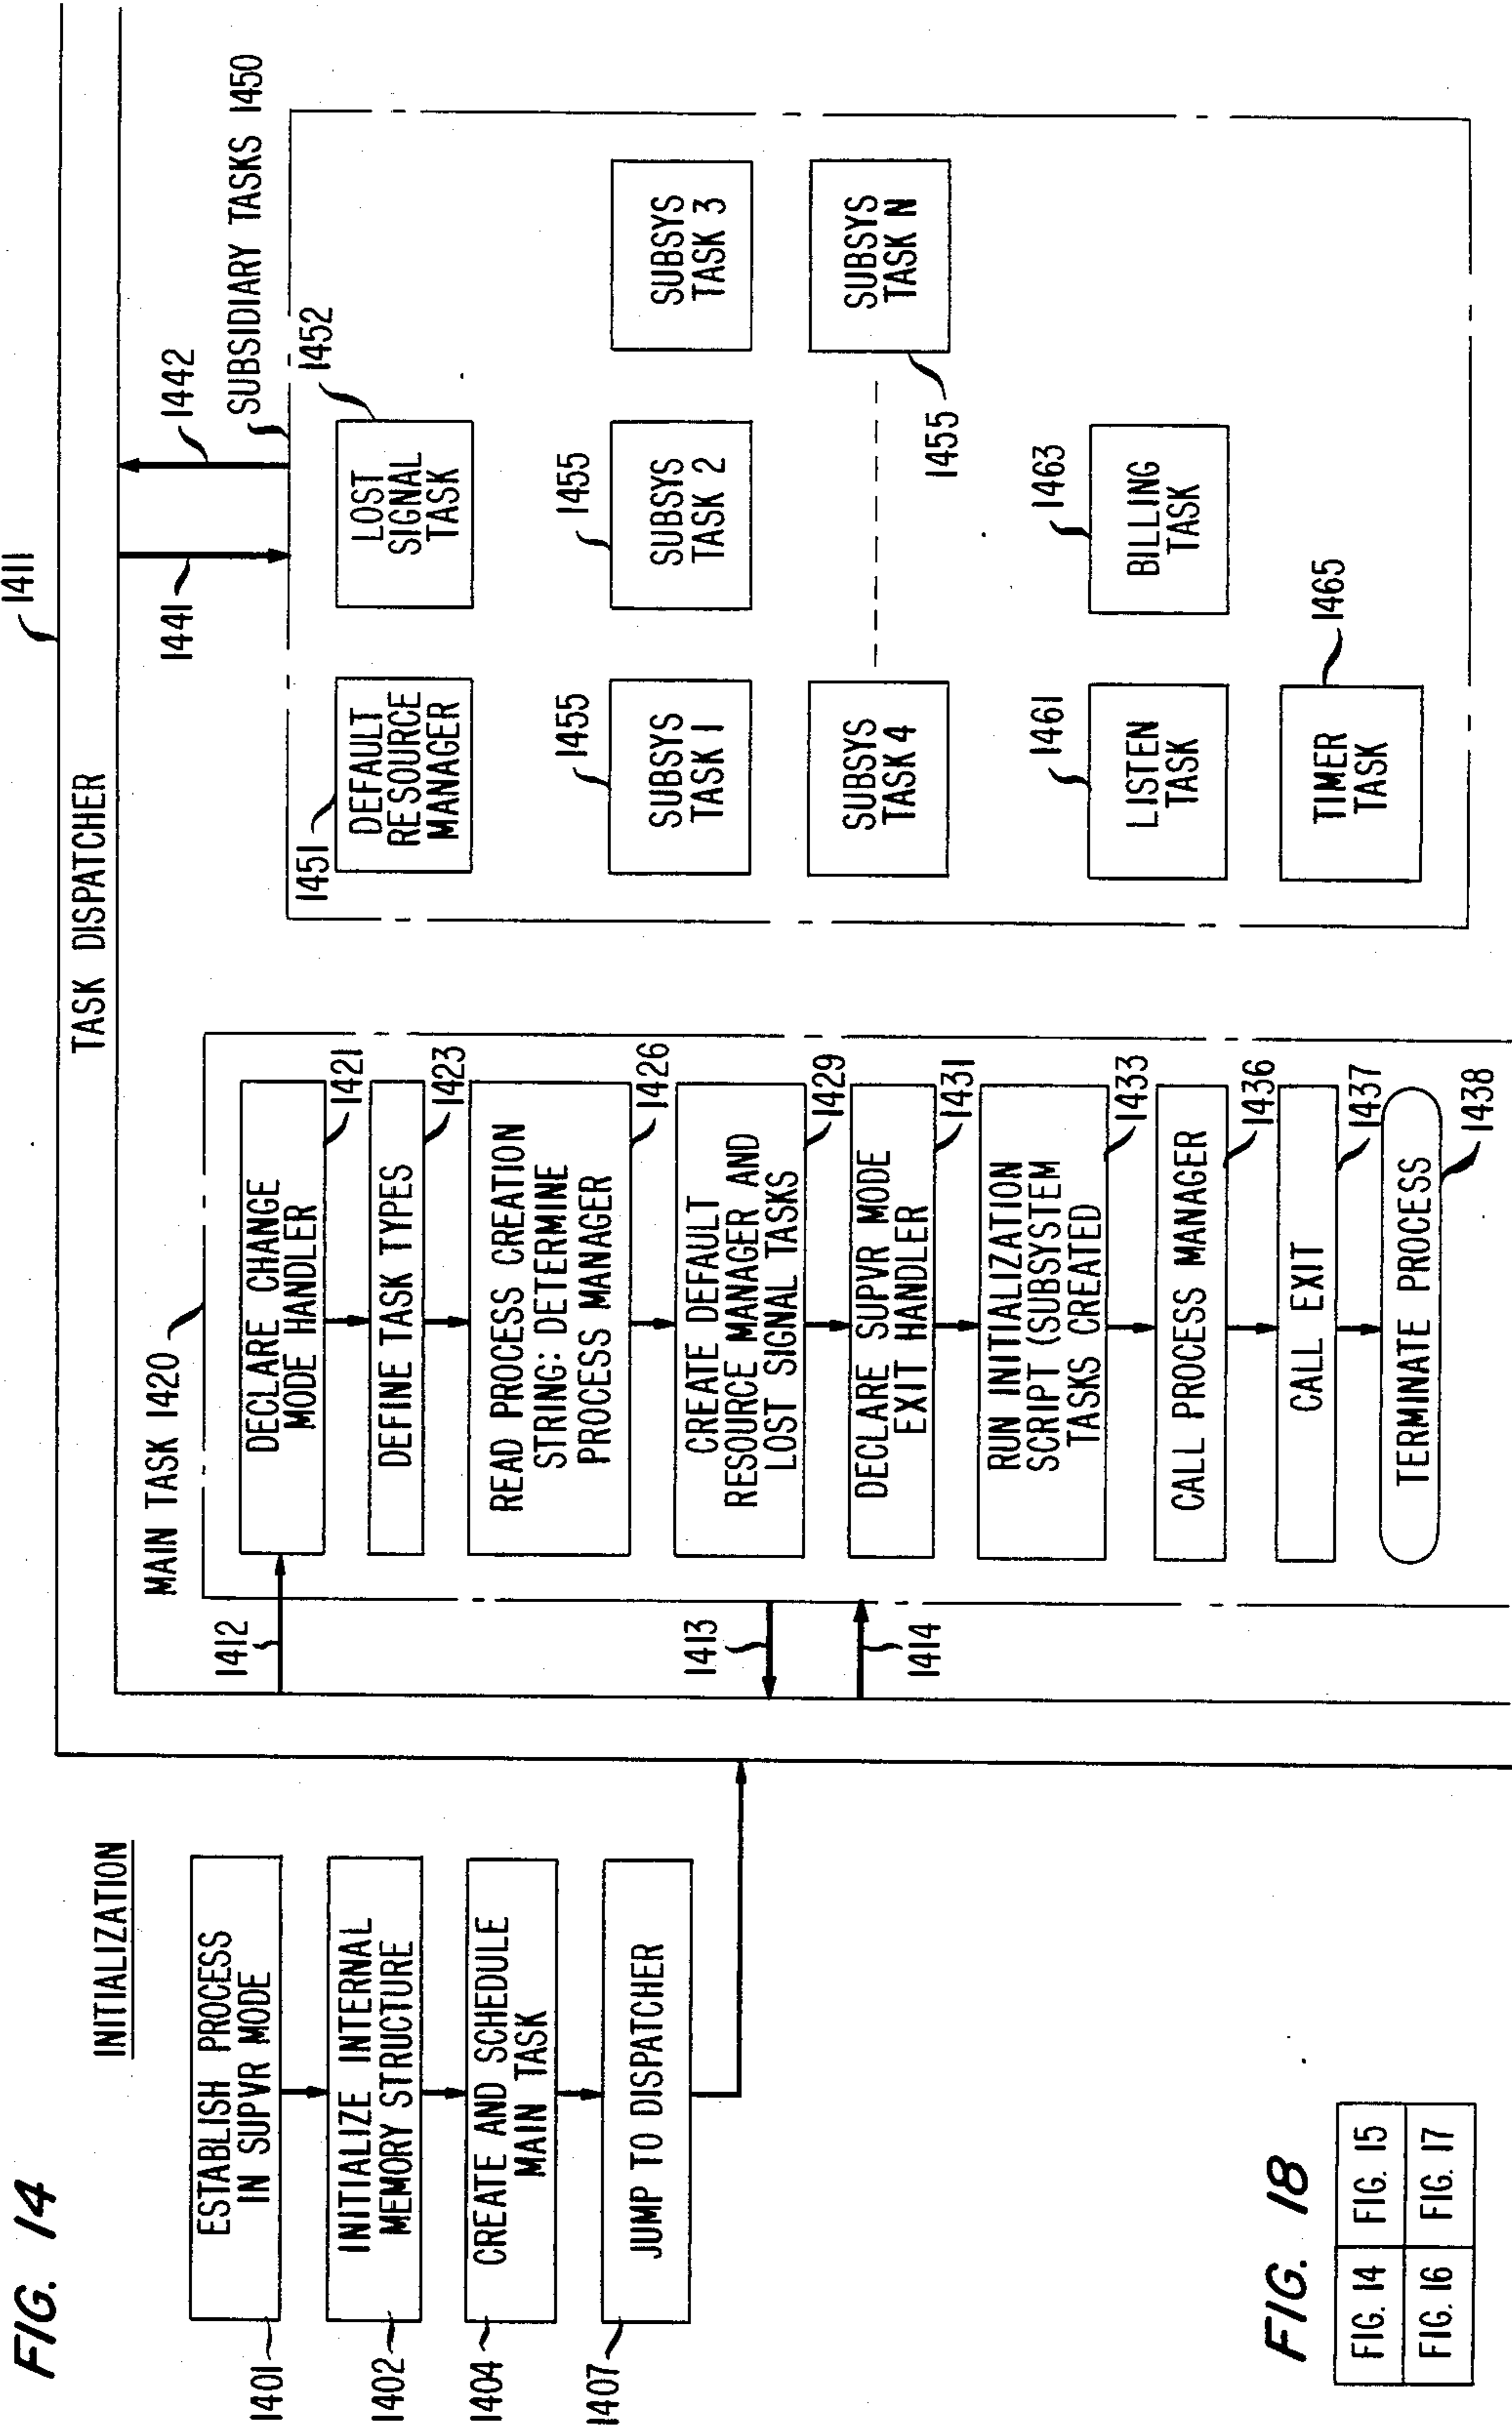 FIG. 14
INITIALIZATION
ESTABLISH PROCESS
IN SUPVR MODE
1401
INITIALIZE INTERNAL
MEMORY STRUCTURE
1402
CREATE AND SCHEDULE
MAIN TASK
1404
JUMP TO DISPATCHER
1407
1411
TASK DISPATCHER
1412
1413
1414
MAIN TASK 1420
DECLARE CHANGE
MODE HANDLER
1421
DEFINE TASK TYPES
1423
READ PROCESS CREATION
STRING: DETERMINE
PROCESS MANAGER
1426
CREATE DEFAULT
RESOURCE MANAGER AND
LOST SIGNAL TASKS
1429
DECLARE SUPVR MODE
EXIT HANDLER
1431
RUN INITIALIZATION
SCRIPT (SUBSYSTEM
TASKS CREATED
1433
CALL PROCESS MANAGER
1436
CALL EXIT
1437
TERMINATE PROCESS
1438
1441
1442
SUBSIDIARY TASKS 1450
1451
DEFAULT
RESOURCE
MANAGER
1452
LOST
SIGNAL
TASK
1455
SUBSYS
TASK 1
1455
SUBSYS
TASK 2
SUBSYS
TASK 3
SUBSYS
TASK 4
SUBSYS
TASK N
1455
1461
LISTEN
TASK
1463
BILLING
TASK
1465
TIMER
TASK
FIG. 18
FIG. 14 FIG. 15
FIG. 16 FIG. 17